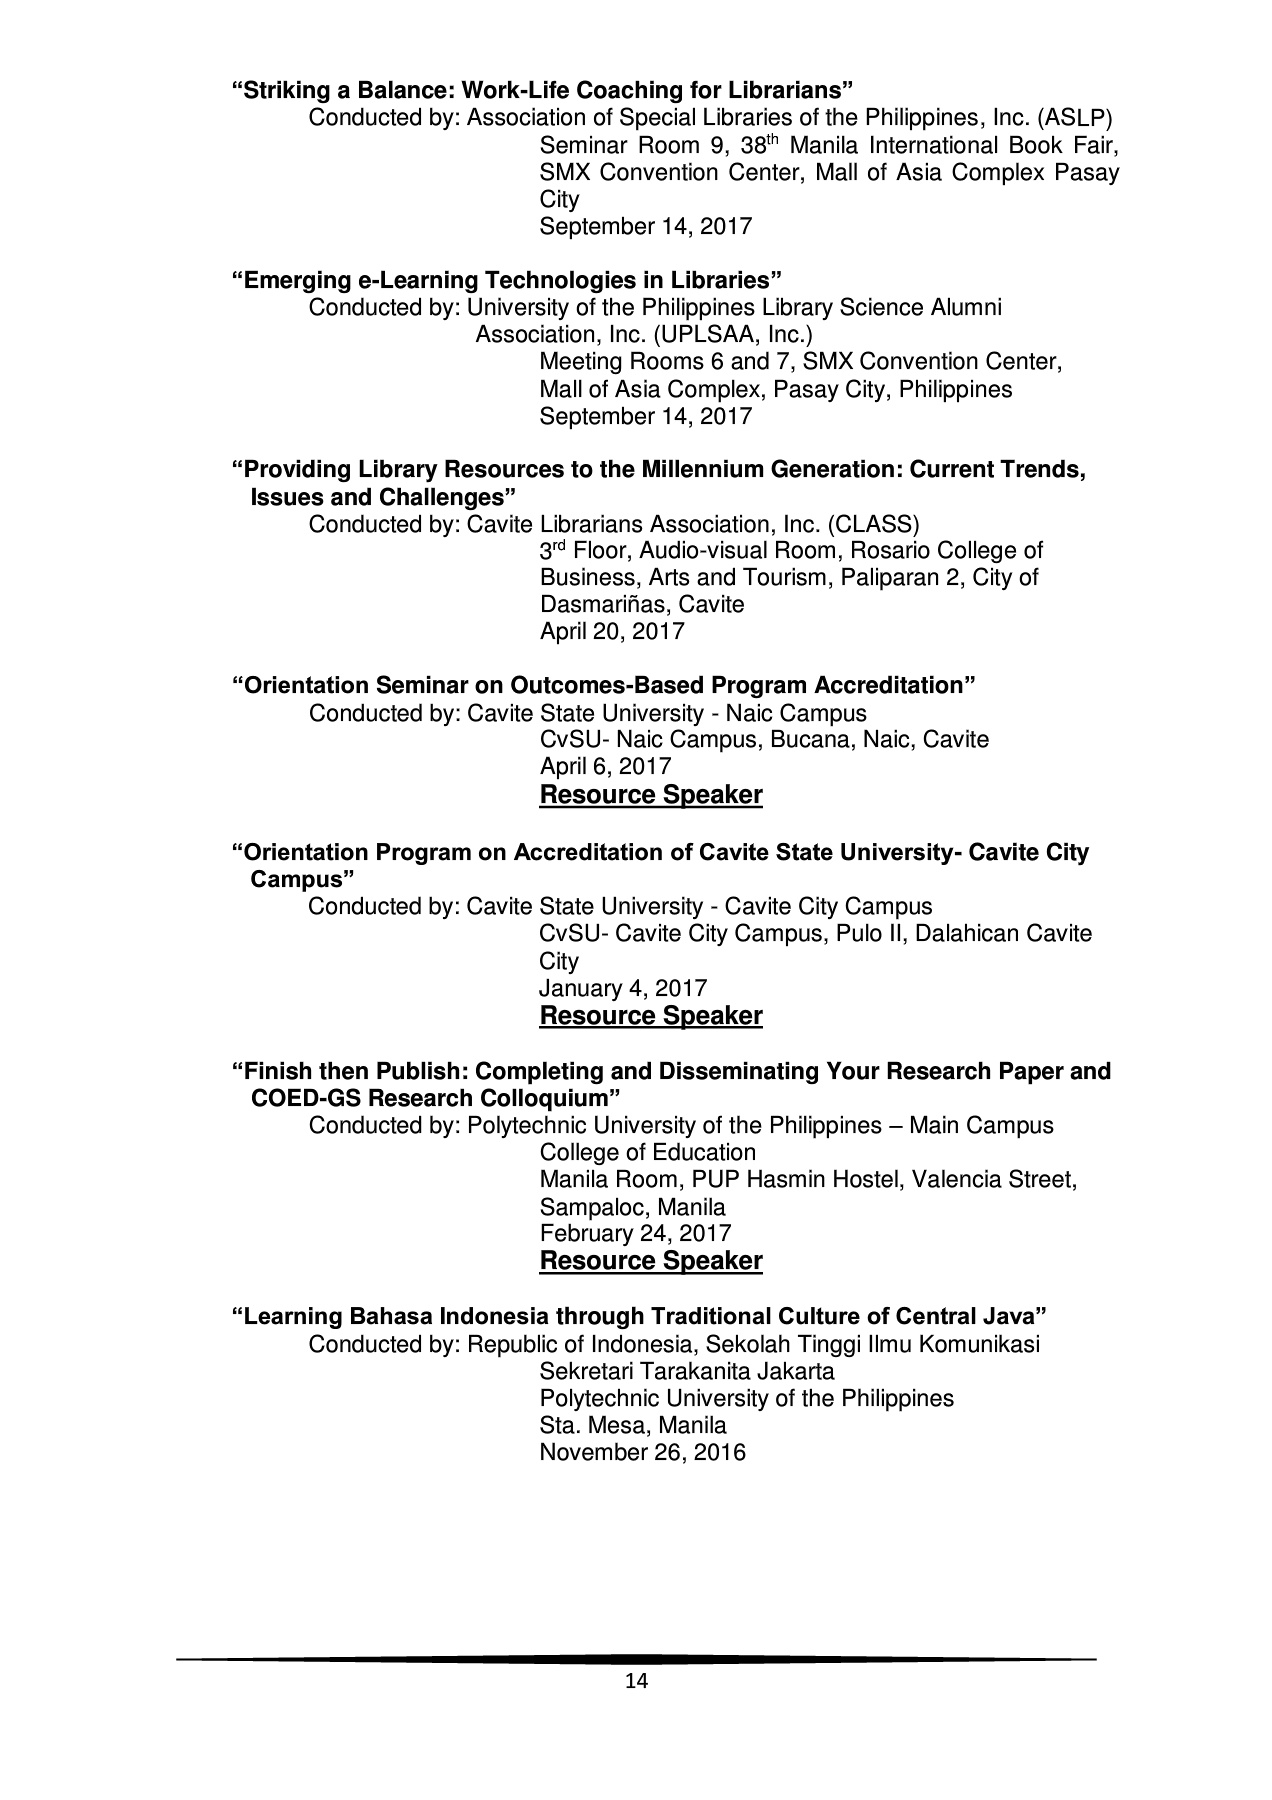 “Striking a Balance: Work-Life Coaching for Librarians”
Conducted by: Association of Special Libraries of the Philippines, Inc. (ASLP)
Seminar Room 9, 38th Manila International Book Fair,
SMX Convention Center, Mall of Asia Complex Pasay
City
September 14, 2017
“Emerging e-Learning Technologies in Libraries”
Conducted by: University of the Philippines Library Science Alumni
Association, Inc. (UPLSAA, Inc.)
Meeting Rooms 6 and 7, SMX Convention Center,
Mall of Asia Complex, Pasay City, Philippines
September 14, 2017
“Providing Library Resources to the Millennium Generation: Current Trends,
Issues and Challenges”
Conducted by: Cavite Librarians Association, Inc. (CLASS)
3rd Floor, Audio-visual Room, Rosario College of
Business, Arts and Tourism, Paliparan 2, City of
Dasmariñas, Cavite
April 20, 2017
“Orientation Seminar on Outcomes-Based Program Accreditation”
Conducted by: Cavite State University - Naic Campus
CvSU- Naic Campus, Bucana, Naic, Cavite
April 6, 2017
Resource Speaker
“Orientation Program on Accreditation of Cavite State University- Cavite City
Campus”
Conducted by: Cavite State University - Cavite City Campus
CvSU- Cavite City Campus, Pulo II, Dalahican Cavite
City
January 4, 2017
Resource Speaker
“Finish then Publish: Completing and Disseminating Your Research Paper and
COED-GS Research Colloquium”
Conducted by: Polytechnic University of the Philippines – Main Campus
College of Education
Manila Room, PUP Hasmin Hostel, Valencia Street,
Sampaloc, Manila
February 24, 2017
Resource Speaker
“Learning Bahasa Indonesia through Traditional Culture of Central Java”
Conducted by: Republic of Indonesia, Sekolah Tinggi Ilmu Komunikasi
Sekretari Tarakanita Jakarta
Polytechnic University of the Philippines
Sta. Mesa, Manila
November 26, 2016
14